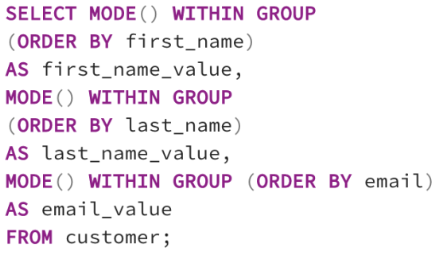 SELECT MODE() WITHIN GROUP
(ORDER BY first_name)
AS first_name_value,
MODE() WITHIN GROUP
(ORDER BY last_name)
AS last_name_value,
MODE() WITHIN GROUP (ORDER BY email)
AS email_value
FROM customer;